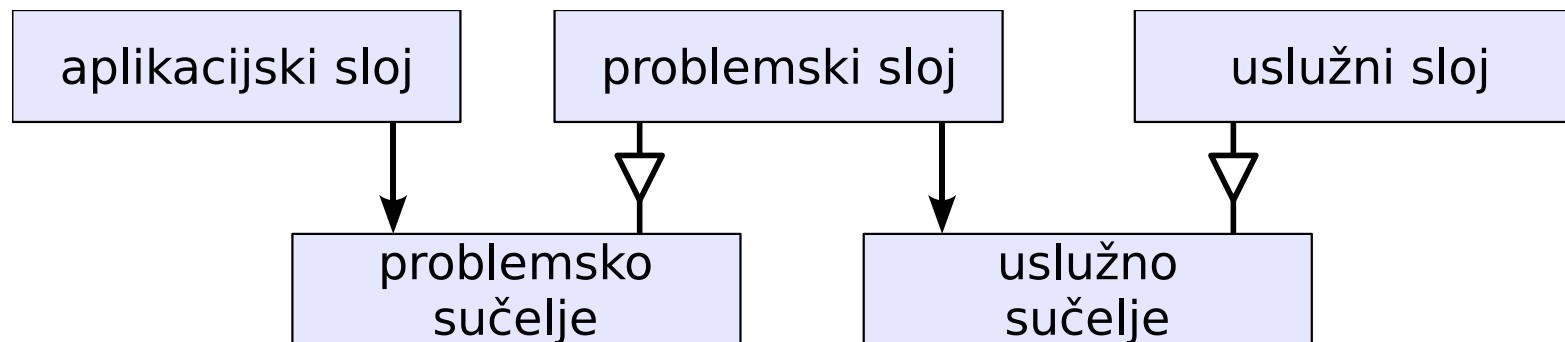 aplikacijski sloj
problemski sloj
uslužni sloj
problemsko
sučelje
uslužno
sučelje